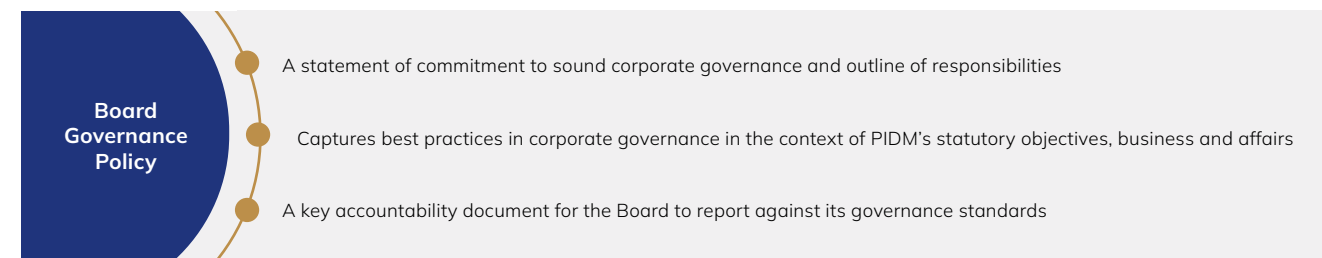 Board
Governance
Policy
A statement of commitment to sound corporate governance and outline of responsibilities
Captures best practices in corporate governance in the context of PIDM’s statutory objectives, business and affairs
A key accountability document for the Board to report against its governance standards